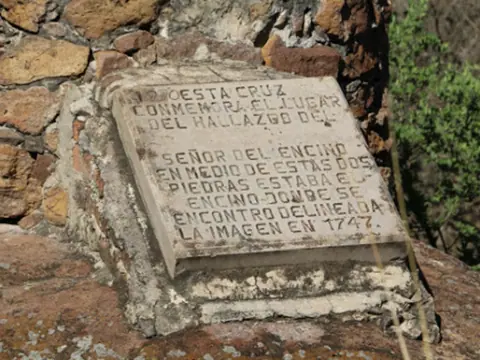 ESTA CRUZ
CONMEMORA EL LUGAR
DEL HALLAZGO DEL
SEÑOR DEL ENCINO
EN MEDIO DE ESTAS DOS
PIEDRAS ESTABA EL
ENCINO DONDE SE
ENCONTRO DELINEADA
LA IMAGEN EN 1747.